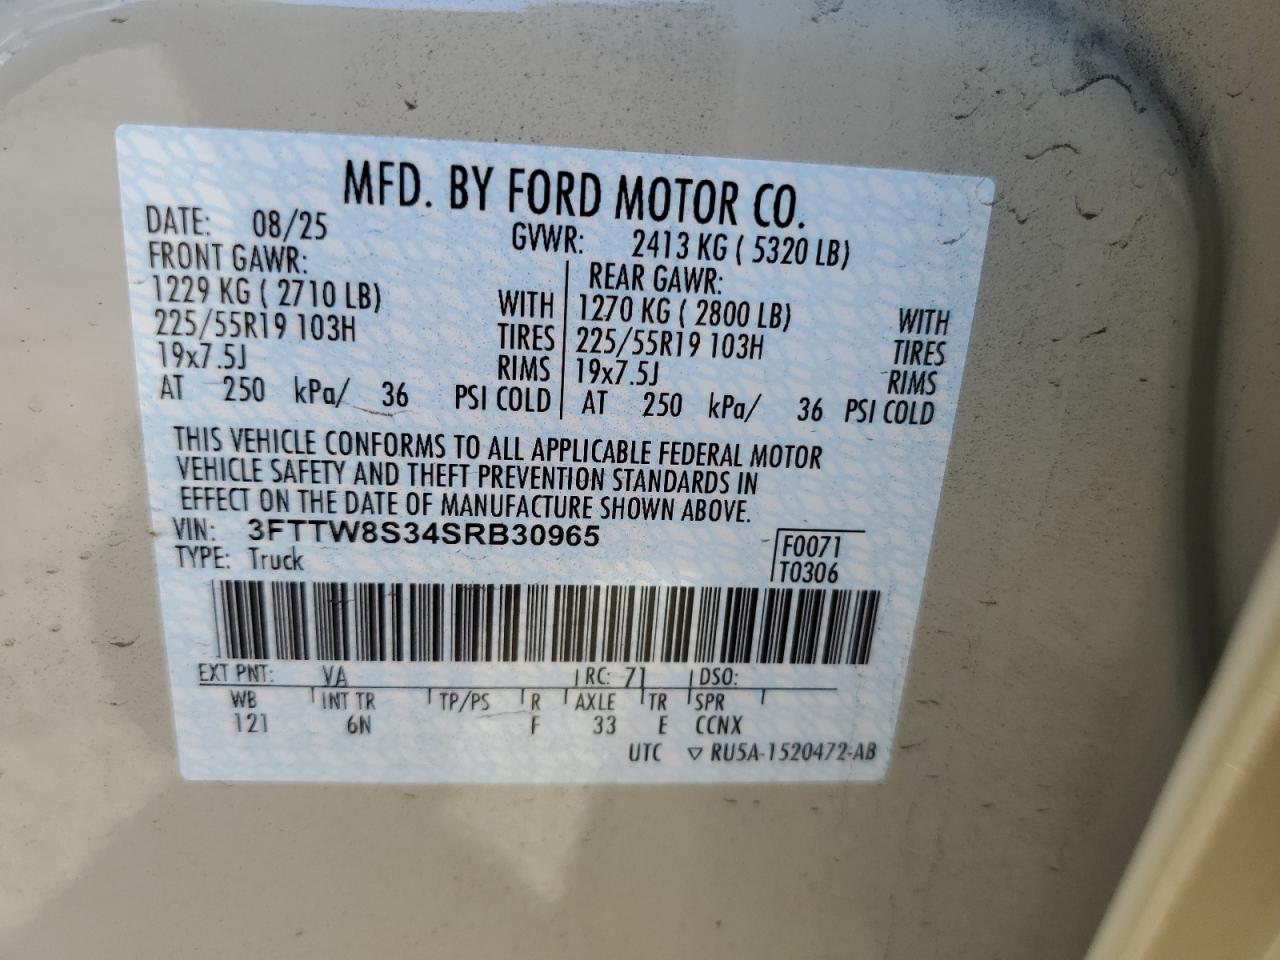 MFD. BY FORD MOTOR CO.
DATE: 08/25 GVWR: 2413 KG ( 5320 LB)
FRONT GAWR: REAR GAWR:
1229 KG ( 2710 LB) WITH 1270 KG ( 2800 LB) WITH
225/55R19 103H TIRES 225/55R19 103H TIRES
19x7.5J RIMS 19x7.5J RIMS
AT 250 kPa/ 36 PSI COLD AT 250 kPa/ 36 PSI COLD
THIS VEHICLE CONFORMS TO ALL APPLICABLE FEDERAL MOTOR
VEHICLE SAFETY AND THEFT PREVENTION STANDARDS IN
EFFECT ON THE DATE OF MANUFACTURE SHOWN ABOVE.
VIN: 3FTTW8S34SRB30965 F0071
TYPE: Truck T0306
EXT PNT: VA RC: 71 DSO:
WB INT TR TP/PS R AXLE TR SPR
121 6N F 33 E CCNX
UTC ▽ RU5A-1520472-AB